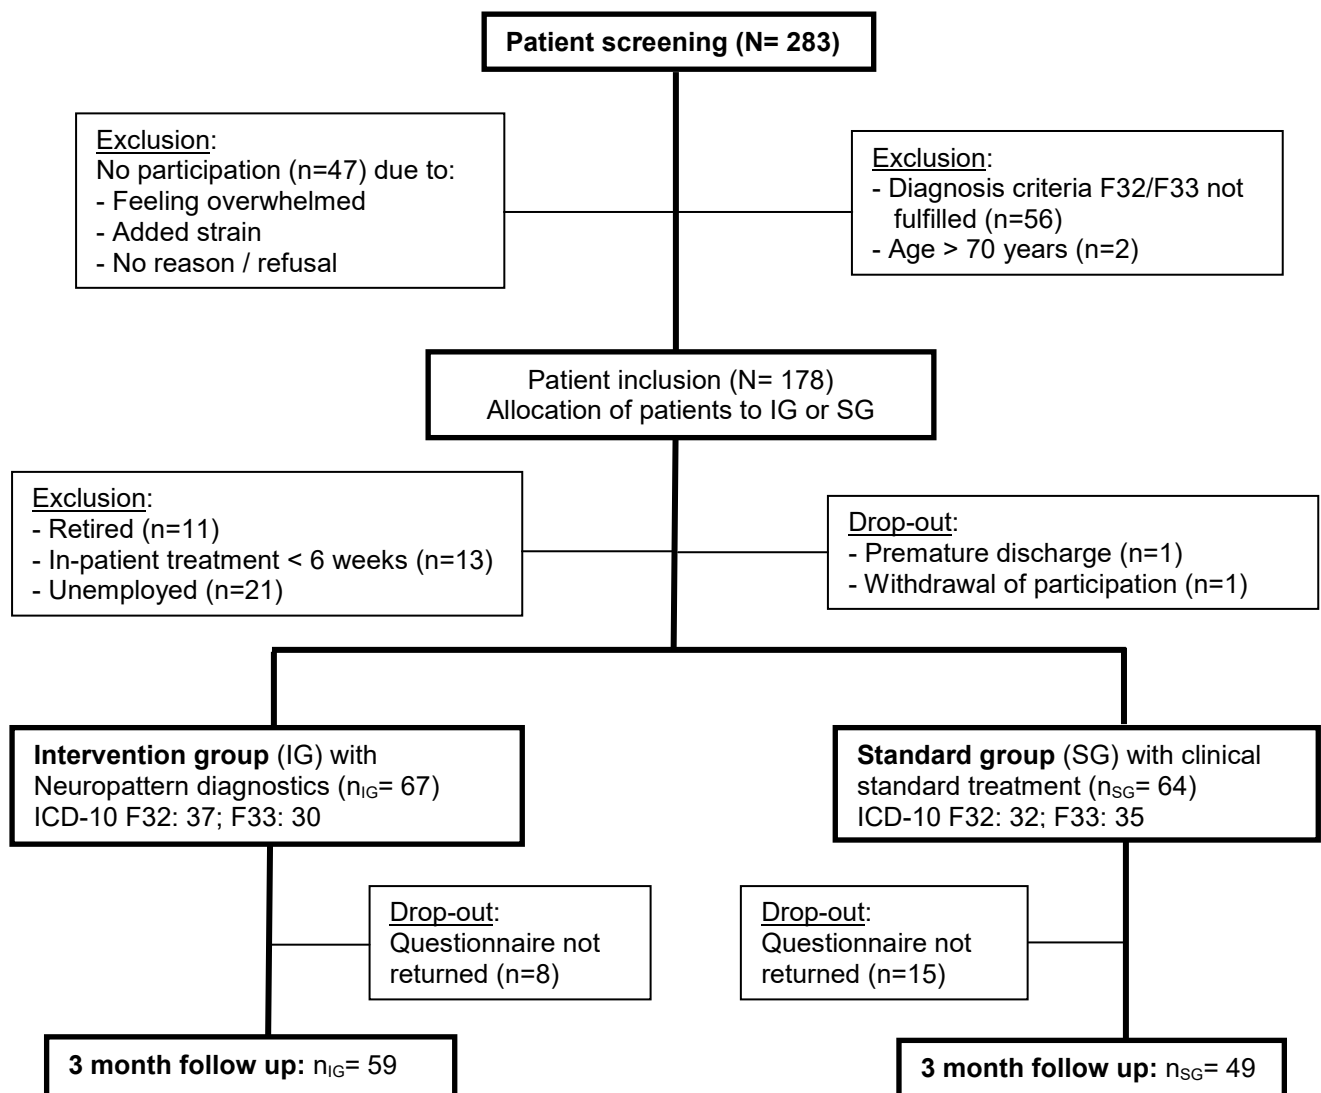 Patient screening (N= 283)
Exclusion:
No participation (n=47) due to:
- Feeling overwhelmed
- Added strain
- No reason / refusal
Exclusion:
- Diagnosis criteria F32/F33 not
fulfilled (n=56)
- Age > 70 years (n=2)
Patient inclusion (N= 178)
Allocation of patients to IG or SG
Exclusion:
- Retired (n=11)
- In-patient treatment < 6 weeks (n=13)
- Unemployed (n=21)
Drop-out:
- Premature discharge (n=1)
- Withdrawal of participation (n=1)
Intervention group (IG) with
Neuropattern diagnostics (nIG= 67)
ICD-10 F32: 37; F33: 30
Standard group (SG) with clinical
standard treatment (nSG= 64)
ICD-10 F32: 32; F33: 35
Drop-out:
Questionnaire not
returned (n=8)
Drop-out:
Questionnaire not
returned (n=15)
3 month follow up: nIG= 59
3 month follow up: nSG= 49